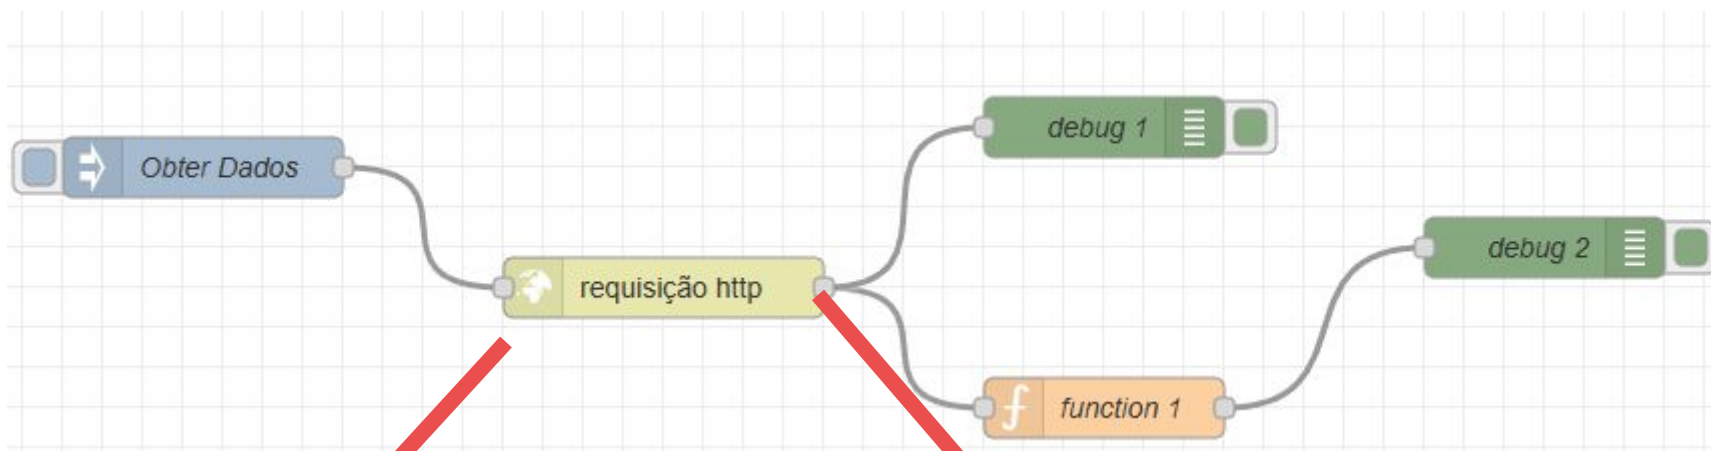 Obter Dados
requisição http
debug 1
function 1
debug 2